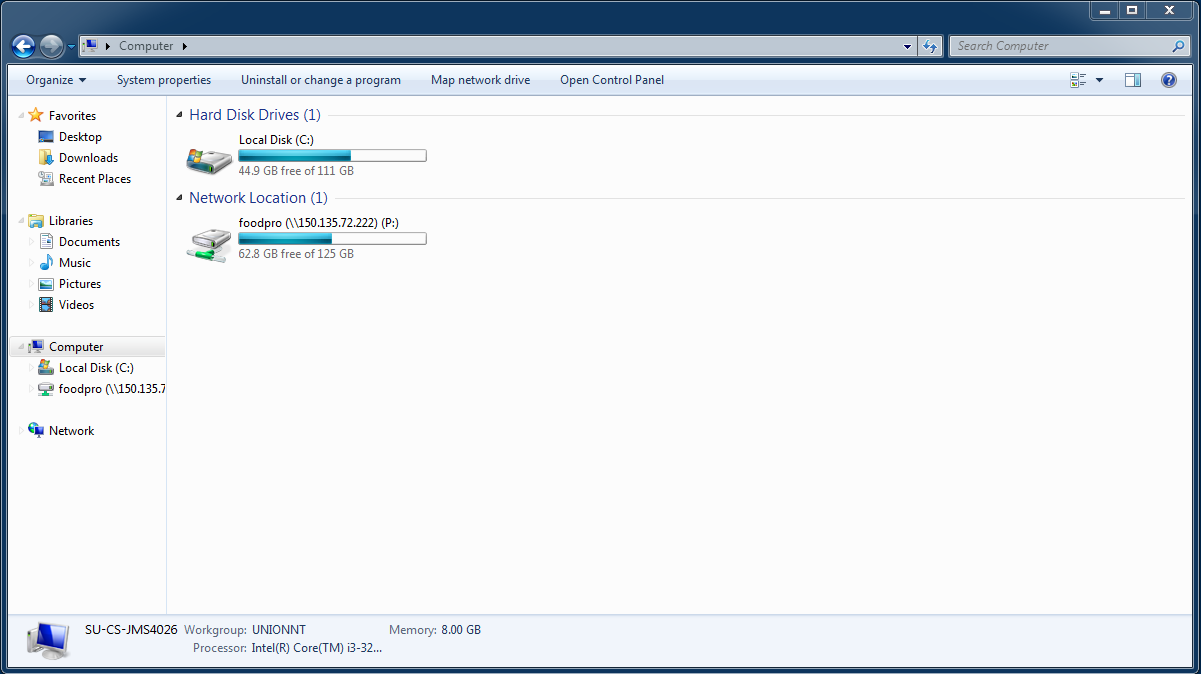 Computer
Search Computer
Organize
System properties
Uninstall or change a program
Map network drive
Open Control Panel
Favorites
Desktop
Downloads
Recent Places
Libraries
Documents
Music
Pictures
Videos
Computer
Local Disk (C:)
foodpro (\\150.135.7
Network
Hard Disk Drives (1)
Local Disk (C:)
44.9 GB free of 111 GB
Network Location (1)
foodpro (\\150.135.72.222) (P:)
62.8 GB free of 125 GB
SU-CS-JMS4026 Workgroup: UNIONNT Memory: 8.00 GB
Processor: Intel(R) Core(TM) i3-32...